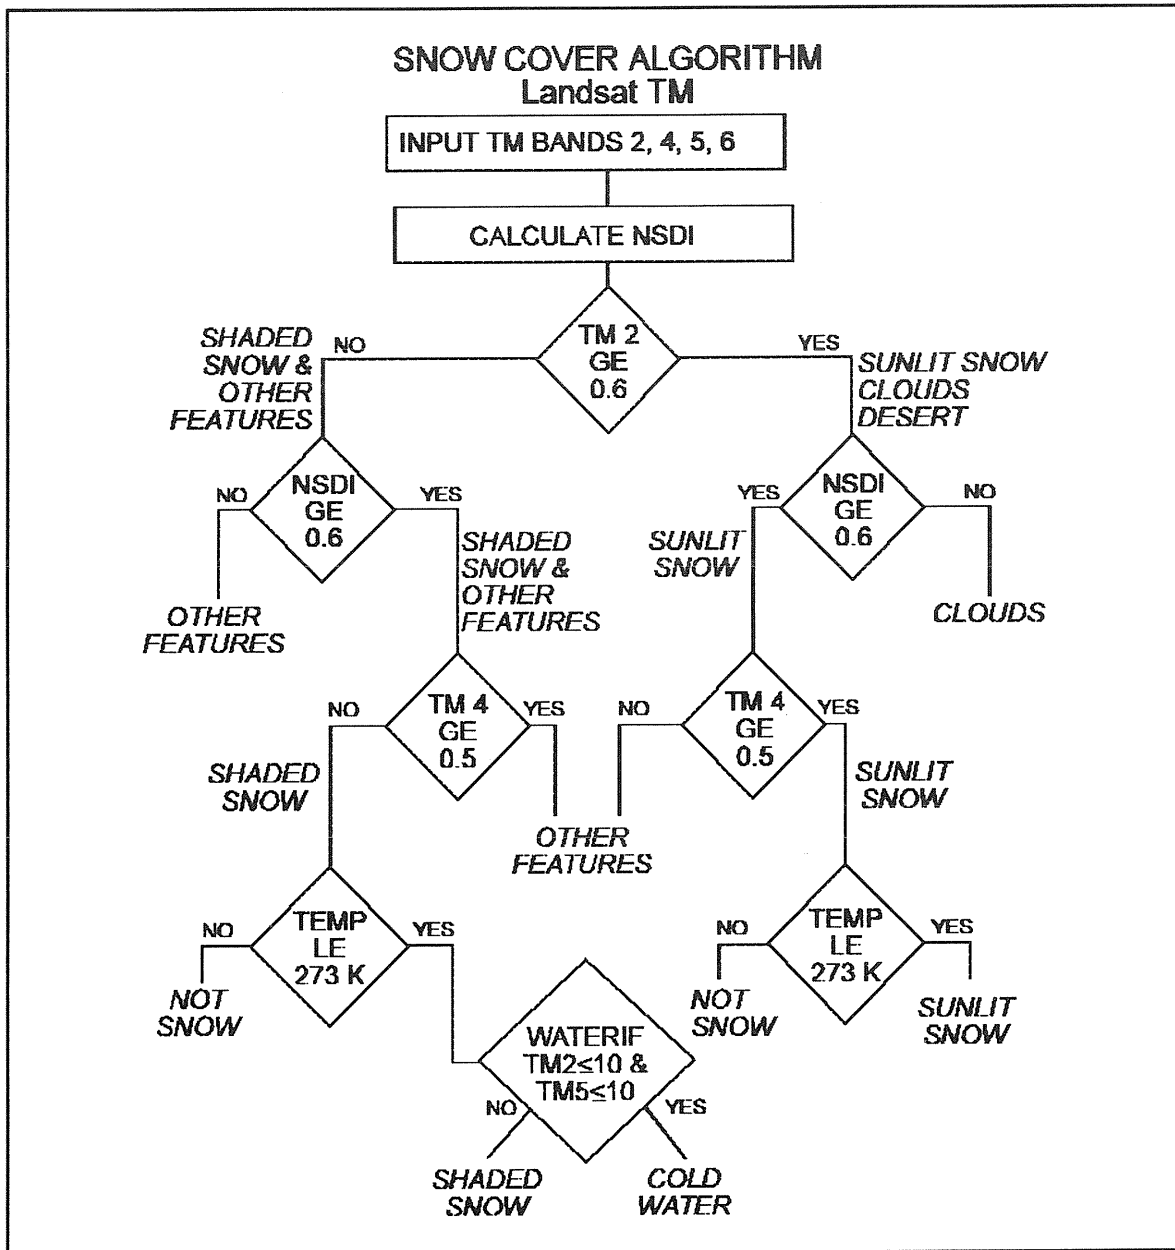 SNOW COVER ALGORITHM
Landsat TM
INPUT TM BANDS 2, 4, 5, 6
CALCULATE NSDI
TM 2
GE
0.6
NO
YES
SHADED
SNOW &
OTHER
FEATURES
SUNLIT SNOW
CLOUDS
DESERT
NSDI
GE
0.6
NO
YES
NSDI
GE
0.6
YES
NO
OTHER
FEATURES
SHADED
SNOW &
OTHER
FEATURES
SUNLIT
SNOW
CLOUDS
TM 4
GE
0.5
NO
YES
TM 4
GE
0.5
NO
YES
SHADED
SNOW
OTHER
FEATURES
SUNLIT
SNOW
TEMP
LE
273 K
NO
YES
TEMP
LE
273 K
NO
YES
NOT
SNOW
NOT
SNOW
SUNLIT
SNOW
WATERIF
TM2≤10 &
TM5≤10
NO
YES
SHADED
SNOW
COLD
WATER